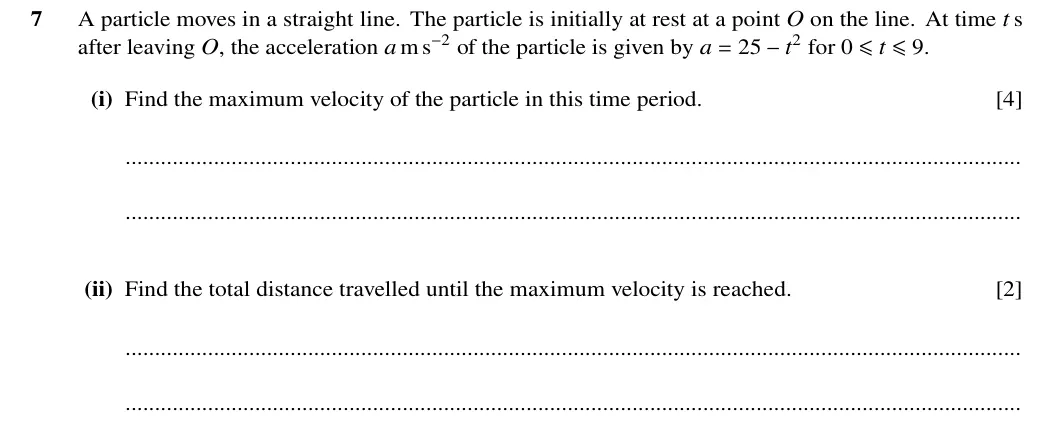 7 A particle moves in a straight line. The particle is initially at rest at a point O on the line. At time t s
after leaving O, the acceleration a m s⁻² of the particle is given by a = 25 − t² for 0 ⩽ t ⩽ 9.
(i) Find the maximum velocity of the particle in this time period. [4]
(ii) Find the total distance travelled until the maximum velocity is reached. [2]